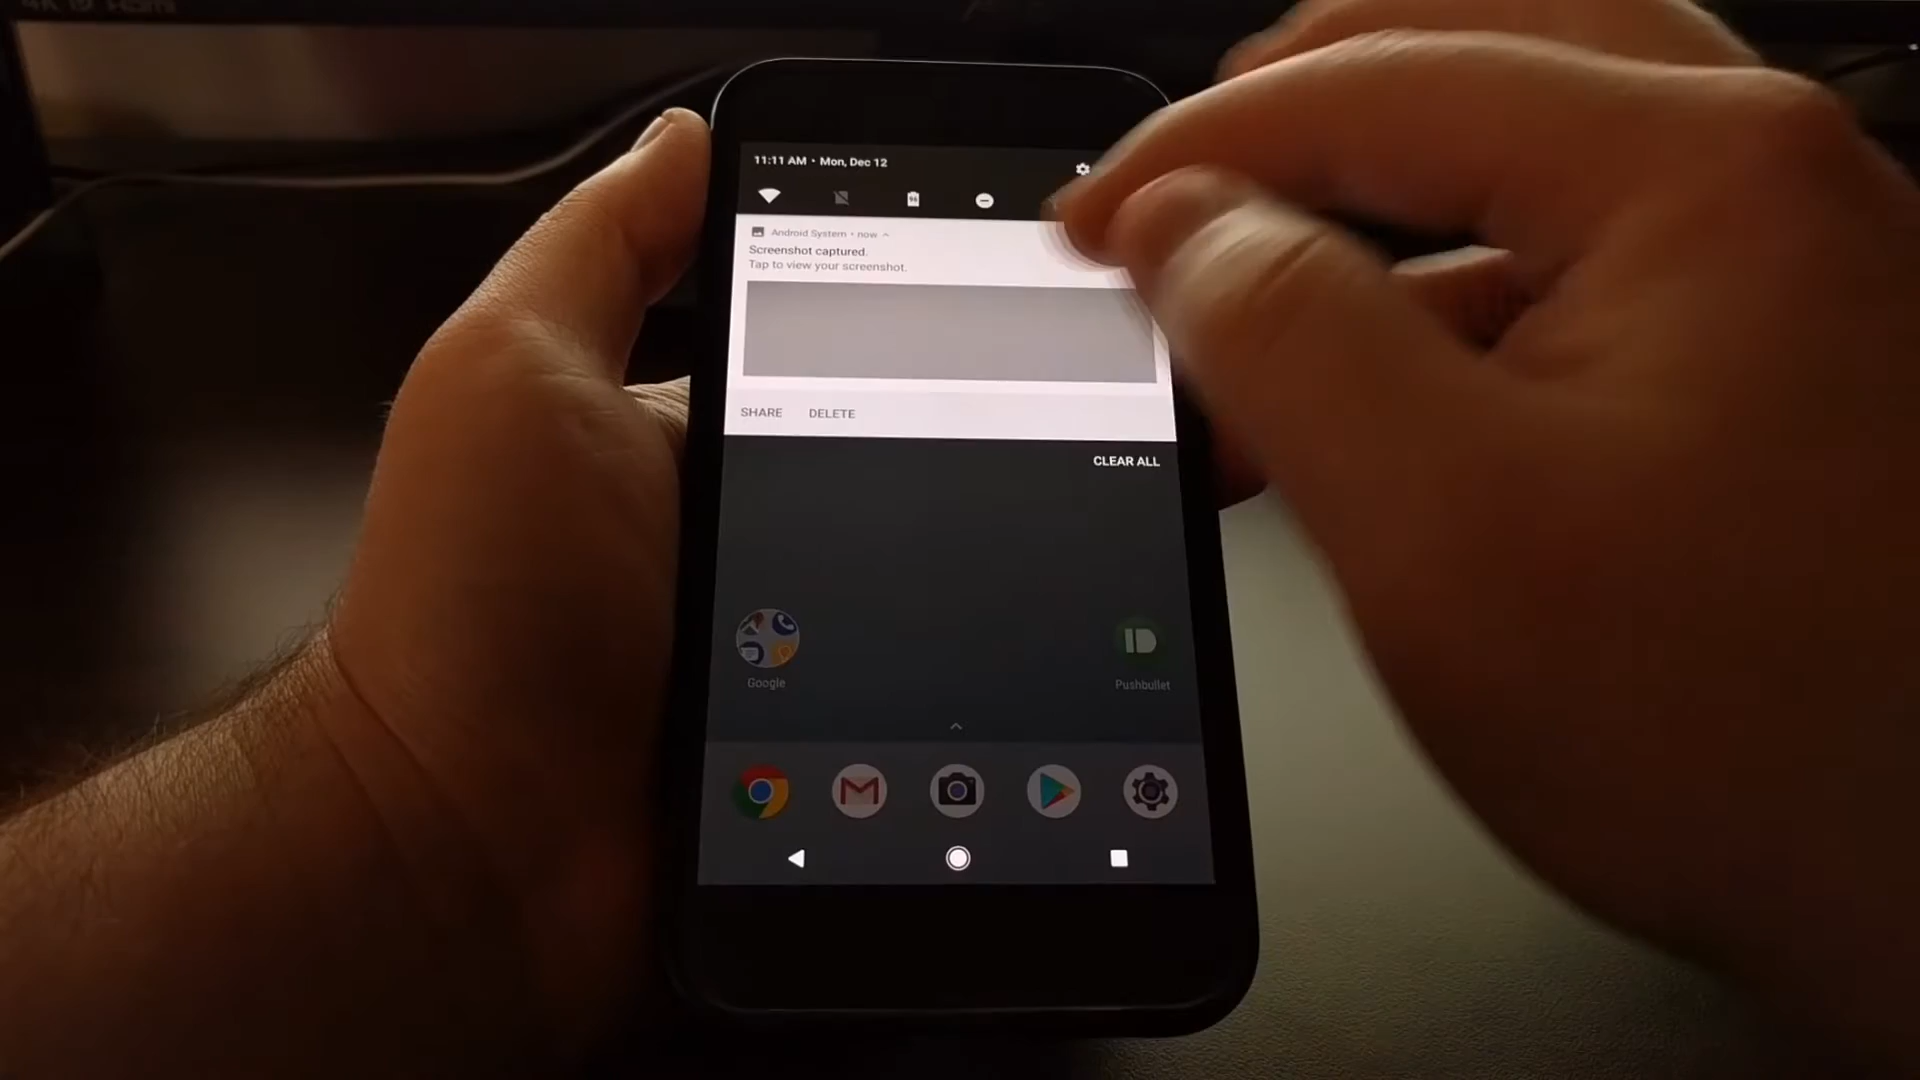 11:11 AM • Mon, Dec 12
Android System • now
Screenshot captured.
Tap to view your screenshot.
SHARE DELETE
CLEAR ALL
Google
Pushbullet